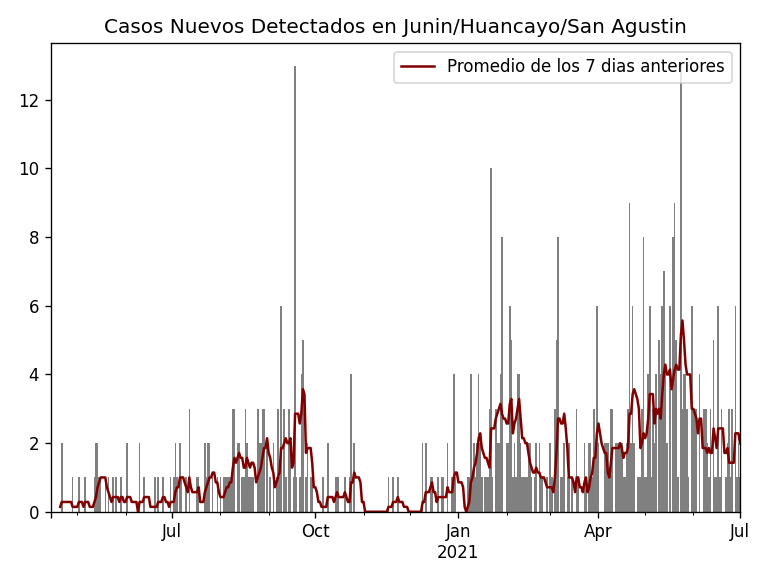 Casos Nuevos Detectados en Junin/Huancayo/San Agustin
Promedio de los 7 dias anteriores
12
10
8
6
4
2
0
Jul Oct Jan Apr Jul
2021